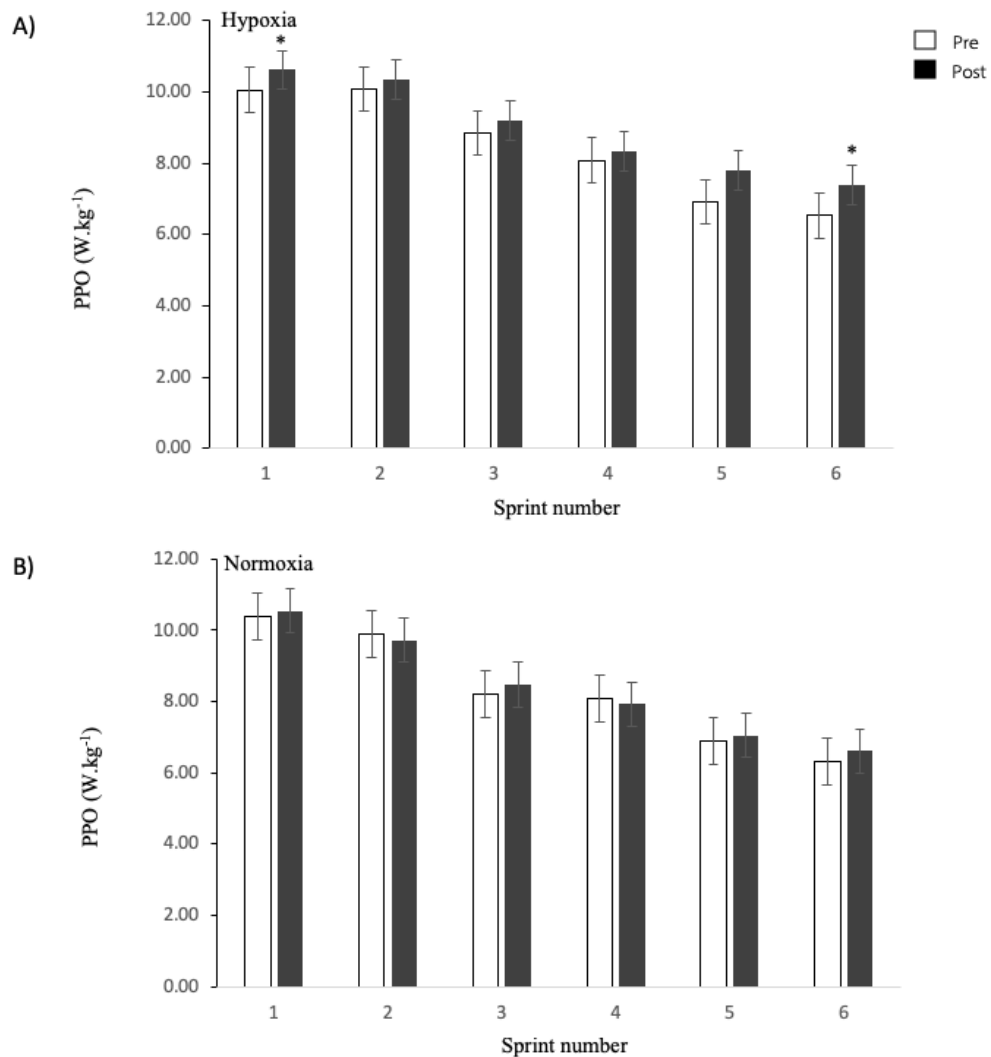 A)
Hypoxia
Pre
Post
12.00
10.00
8.00
6.00
4.00
2.00
0.00
PPO (W.kg⁻¹)
*
*
1 2 3 4 5 6
Sprint number
B)
Normoxia
12.00
10.00
8.00
6.00
4.00
2.00
0.00
PPO (W.kg⁻¹)
1 2 3 4 5 6
Sprint number